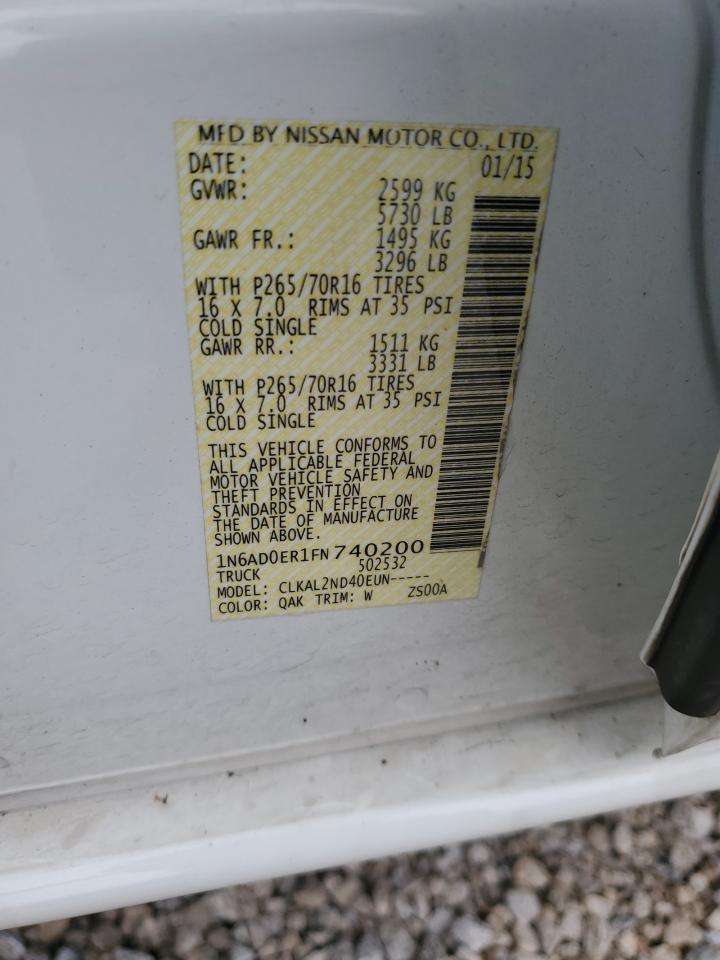 MFD BY NISSAN MOTOR CO., LTD.
DATE: 01/15
GVWR: 2599 KG
5730 LB
GAWR FR.: 1495 KG
3296 LB
WITH P265/70R16 TIRES
16 X 7.0 RIMS AT 35 PSI
COLD SINGLE
GAWR RR.: 1511 KG
3331 LB
WITH P265/70R16 TIRES
16 X 7.0 RIMS AT 35 PSI
COLD SINGLE
THIS VEHICLE CONFORMS TO
ALL APPLICABLE FEDERAL
MOTOR VEHICLE SAFETY AND
THEFT PREVENTION
STANDARDS IN EFFECT ON
THE DATE OF MANUFACTURE
SHOWN ABOVE.
1N6AD0ER1FN740200
TRUCK 502532
MODEL: CLKAL2ND40EUN-----
COLOR: QAK TRIM: W ZS00A